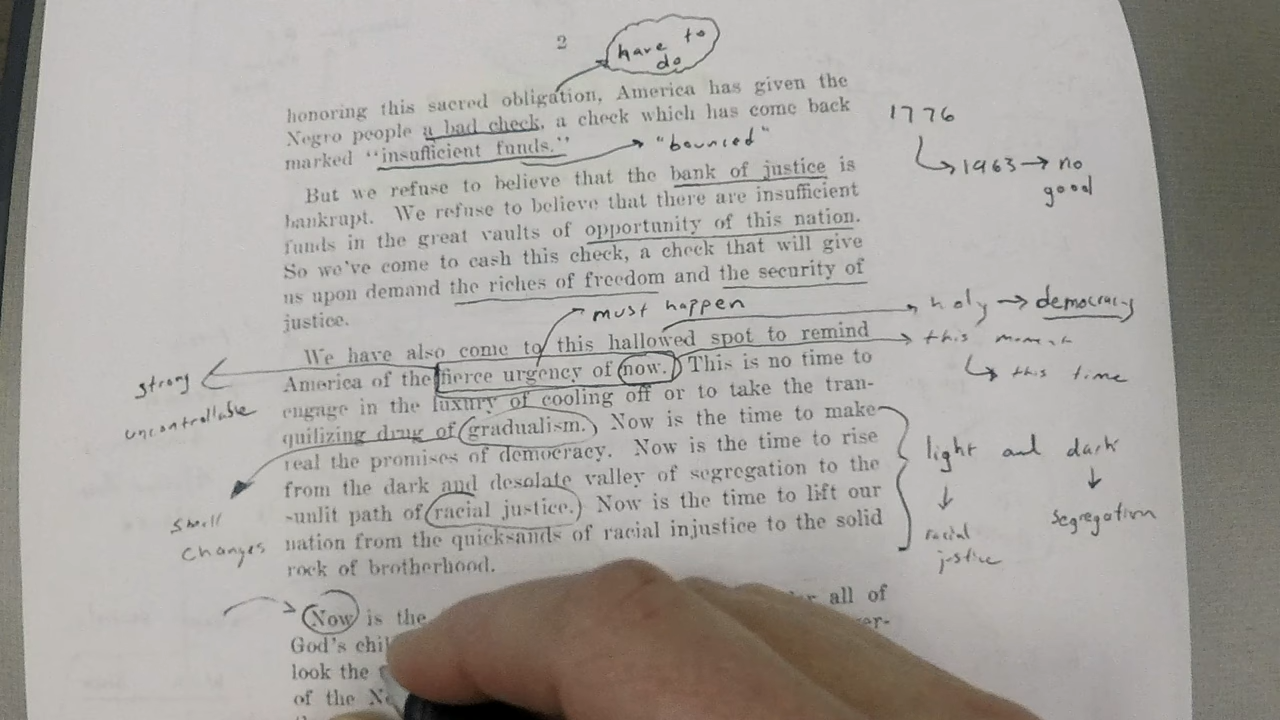 2
have to
do
honoring this sacred obligation, America has given the
Negro people a bad check, a check which has come back
marked "insufficient funds."
"bounced"
1776
1963 → no
good
But we refuse to believe that the bank of justice is
bankrupt. We refuse to believe that there are insufficient
funds in the great vaults of opportunity of this nation.
So we've come to cash this check, a check that will give
us upon demand the riches of freedom and the security of
justice.
must happen
holy → democracy
We have also come to this hallowed spot to remind
America of the fierce urgency of now. This is no time to
engage in the luxury of cooling off or to take the tran-
quilizing drug of gradualism. Now is the time to make
real the promises of democracy. Now is the time to rise
from the dark and desolate valley of segregation to the
-unlit path of racial justice. Now is the time to lift our
nation from the quicksands of racial injustice to the solid
rock of brotherhood.
strong
uncontrollable
small
changes
this moment
this time
light and dark
racial
justice
segregation
Now is the
all of
God's chil
ver-
look the
of the Ne